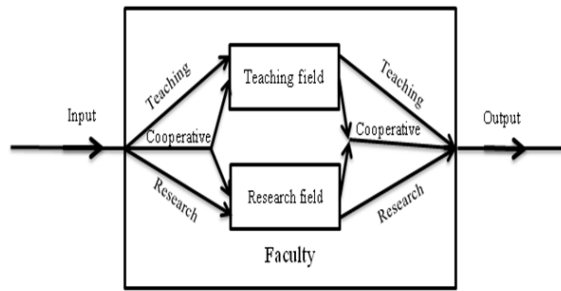 Teaching
Teaching field
Teaching
Input
Cooperative
Cooperative
Output
Research
Research field
Research
Faculty